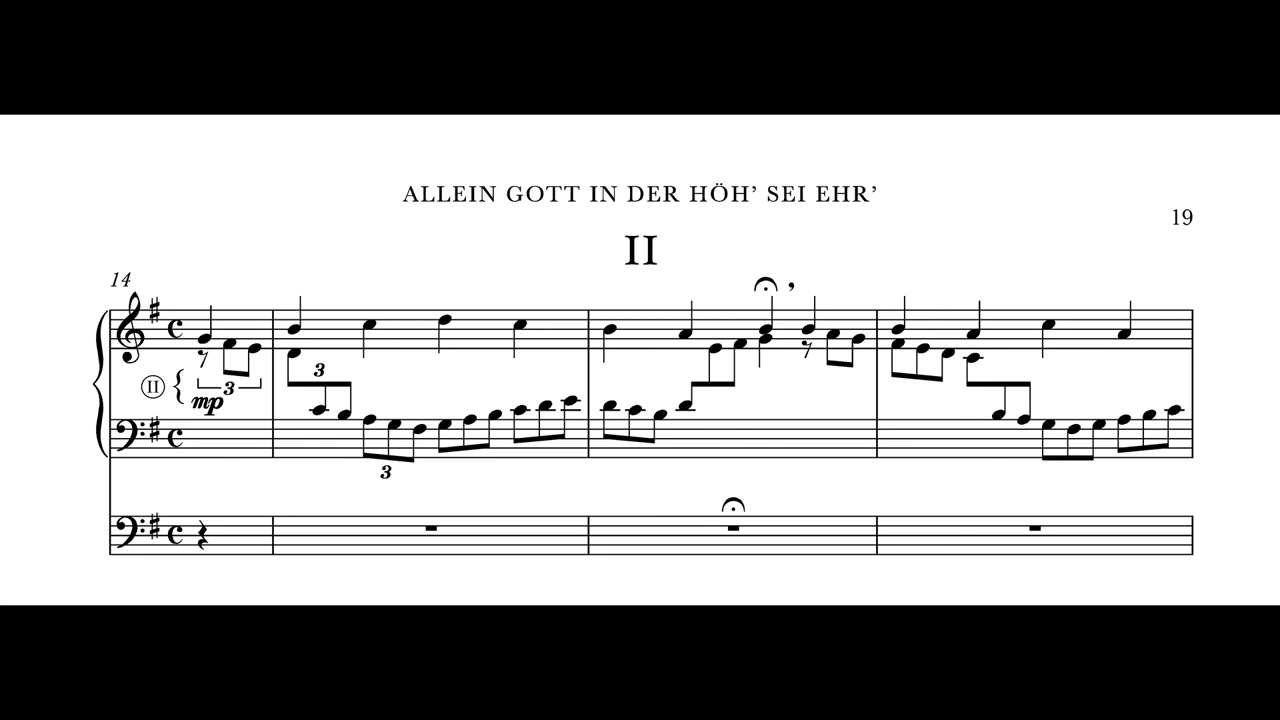 ALLEIN GOTT IN DER HÖH’ SEI EHR’
19
II
14
3
II
3
mp
3